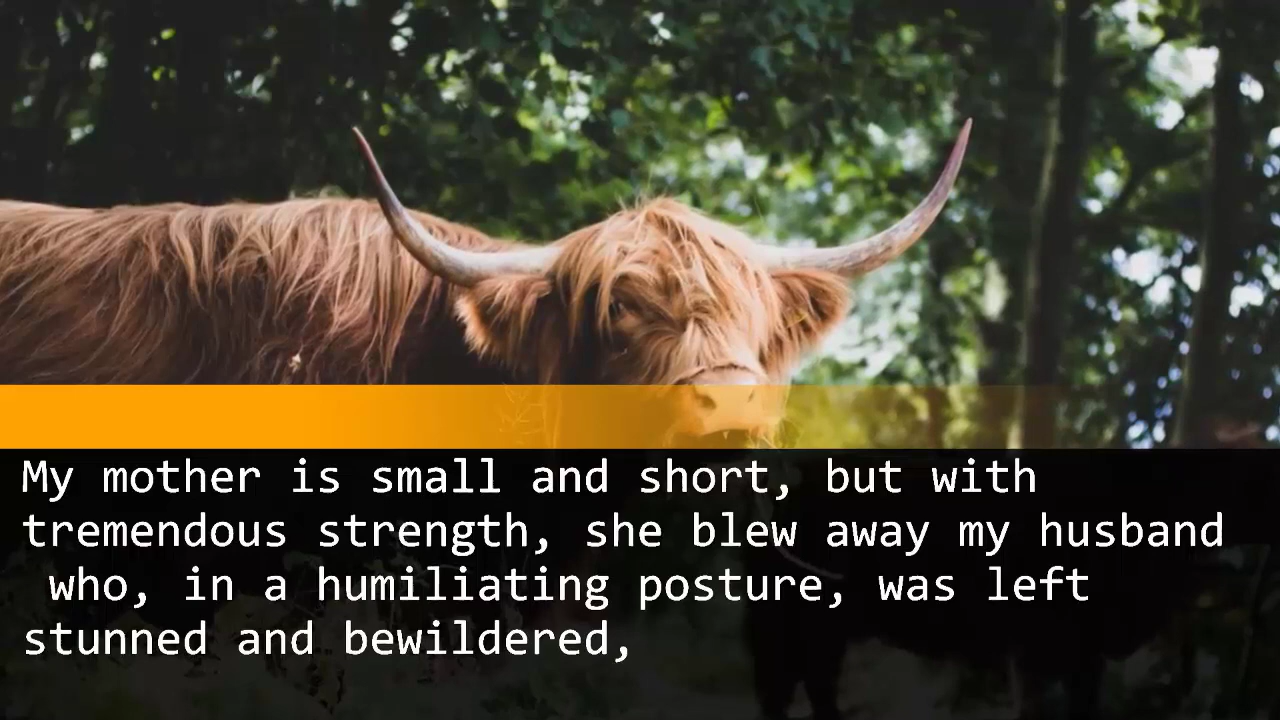 My mother is small and short, but with
tremendous strength, she blew away my husband
who, in a humiliating posture, was left
stunned and bewildered,